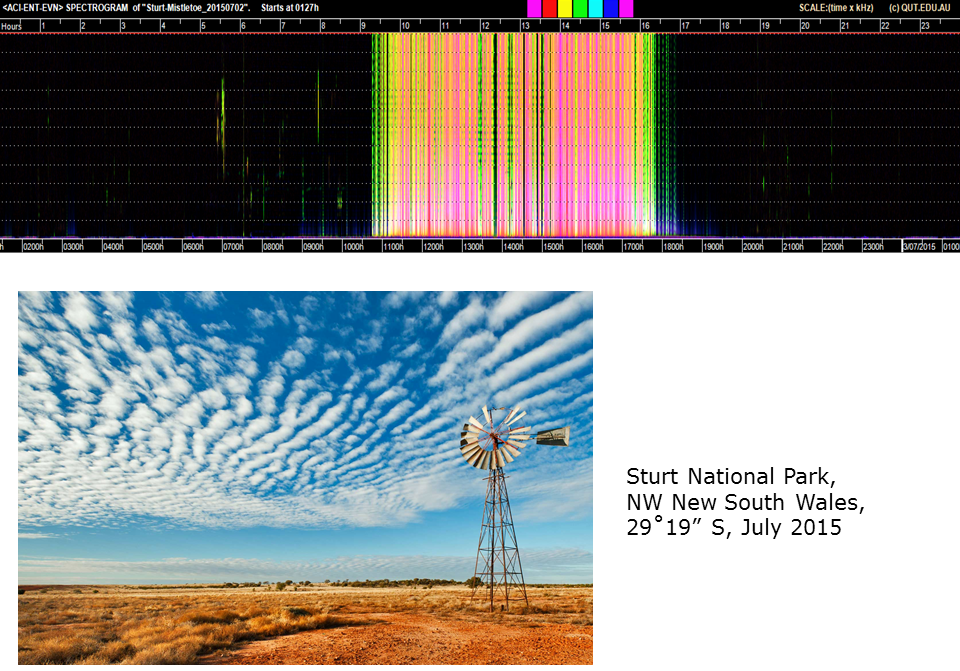 <ACI-ENT-EVN> SPECTROGRAM of "Sturt-Mistletoe_20150702". Starts at 0127h SCALE:(time x kHz) (c) QUT.EDU.AU
Hours 1 2 3 4 5 6 7 8 9 10 11 12 13 14 15 16 17 18 19 20 21 22 23
h 0200h 0300h 0400h 0500h 0600h 0700h 0800h 0900h 1000h 1100h 1200h 1300h 1400h 1500h 1600h 1700h 1800h 1900h 2000h 2100h 2200h 2300h 3/07/2015 0100
Sturt National Park,
NW New South Wales,
29˚19” S, July 2015